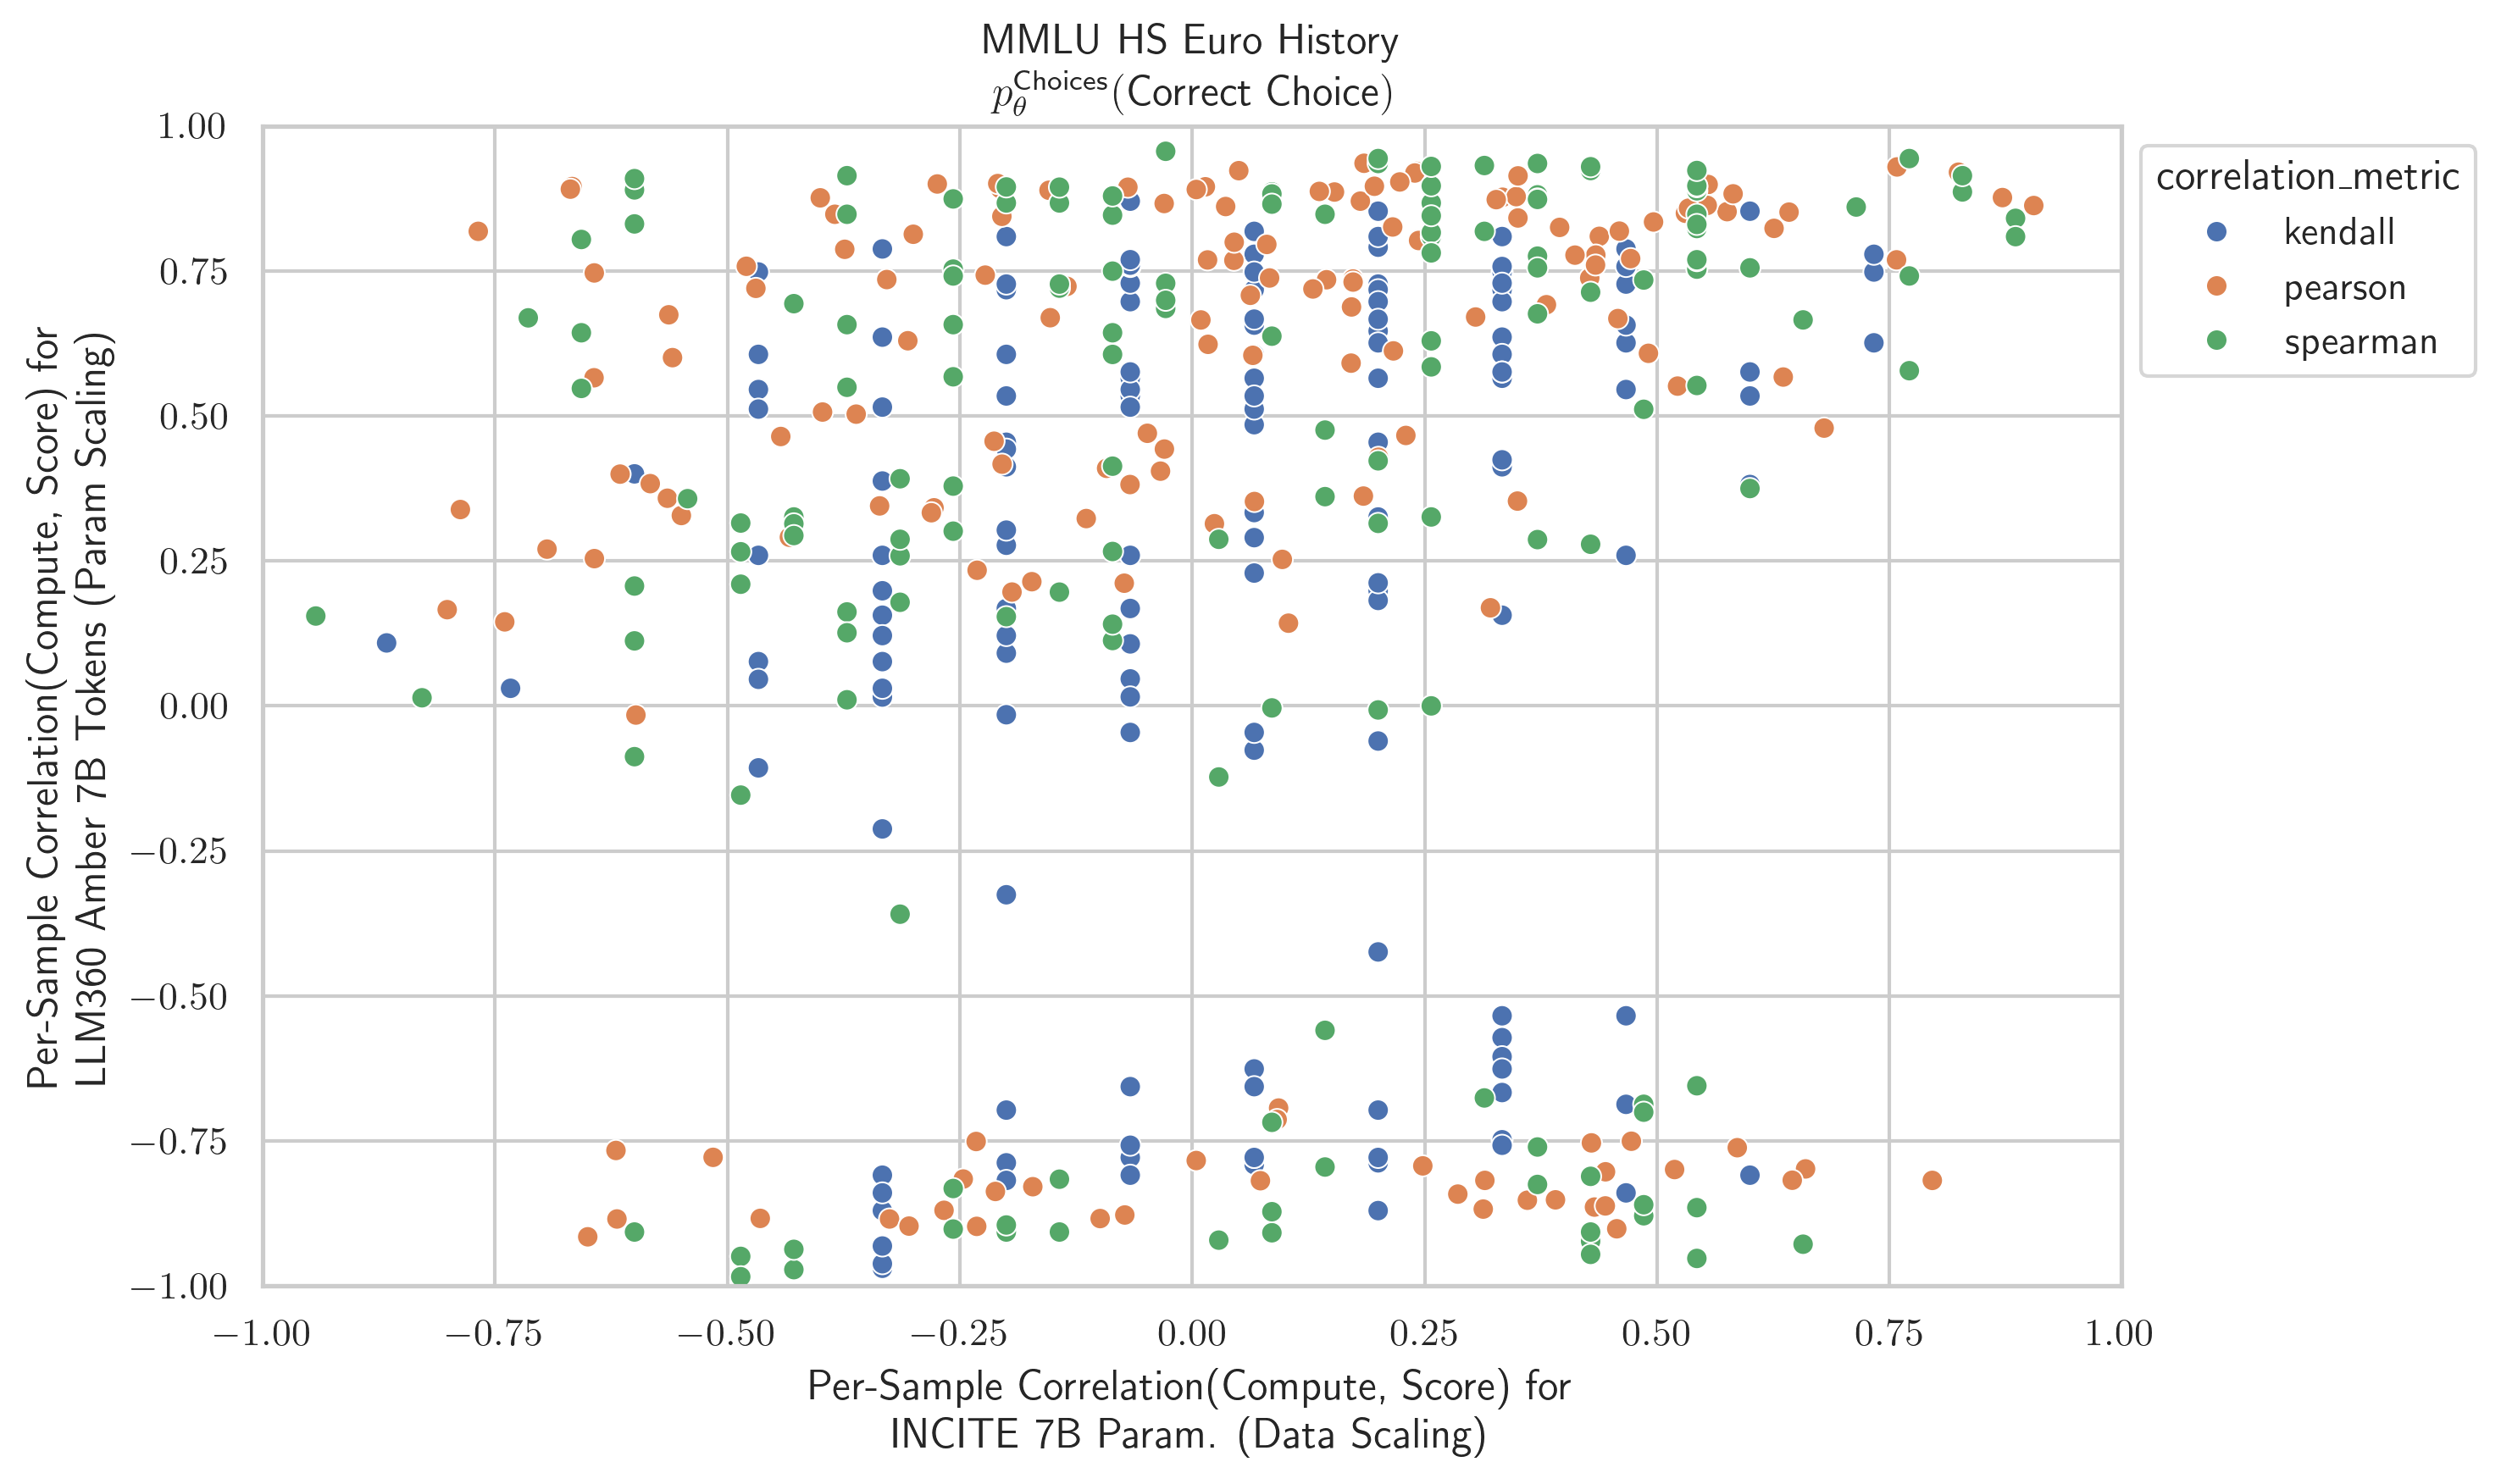 MMLU HS Euro History
p_θ^Choices(Correct Choice)
Per-Sample Correlation(Compute, Score) for
LLM360 Amber 7B Tokens (Param Scaling)
1.00
0.75
0.50
0.25
0.00
−0.25
−0.50
−0.75
−1.00
−1.00 −0.75 −0.50 −0.25 0.00 0.25 0.50 0.75 1.00
Per-Sample Correlation(Compute, Score) for
INCITE 7B Param. (Data Scaling)
correlation_metric
kendall
pearson
spearman